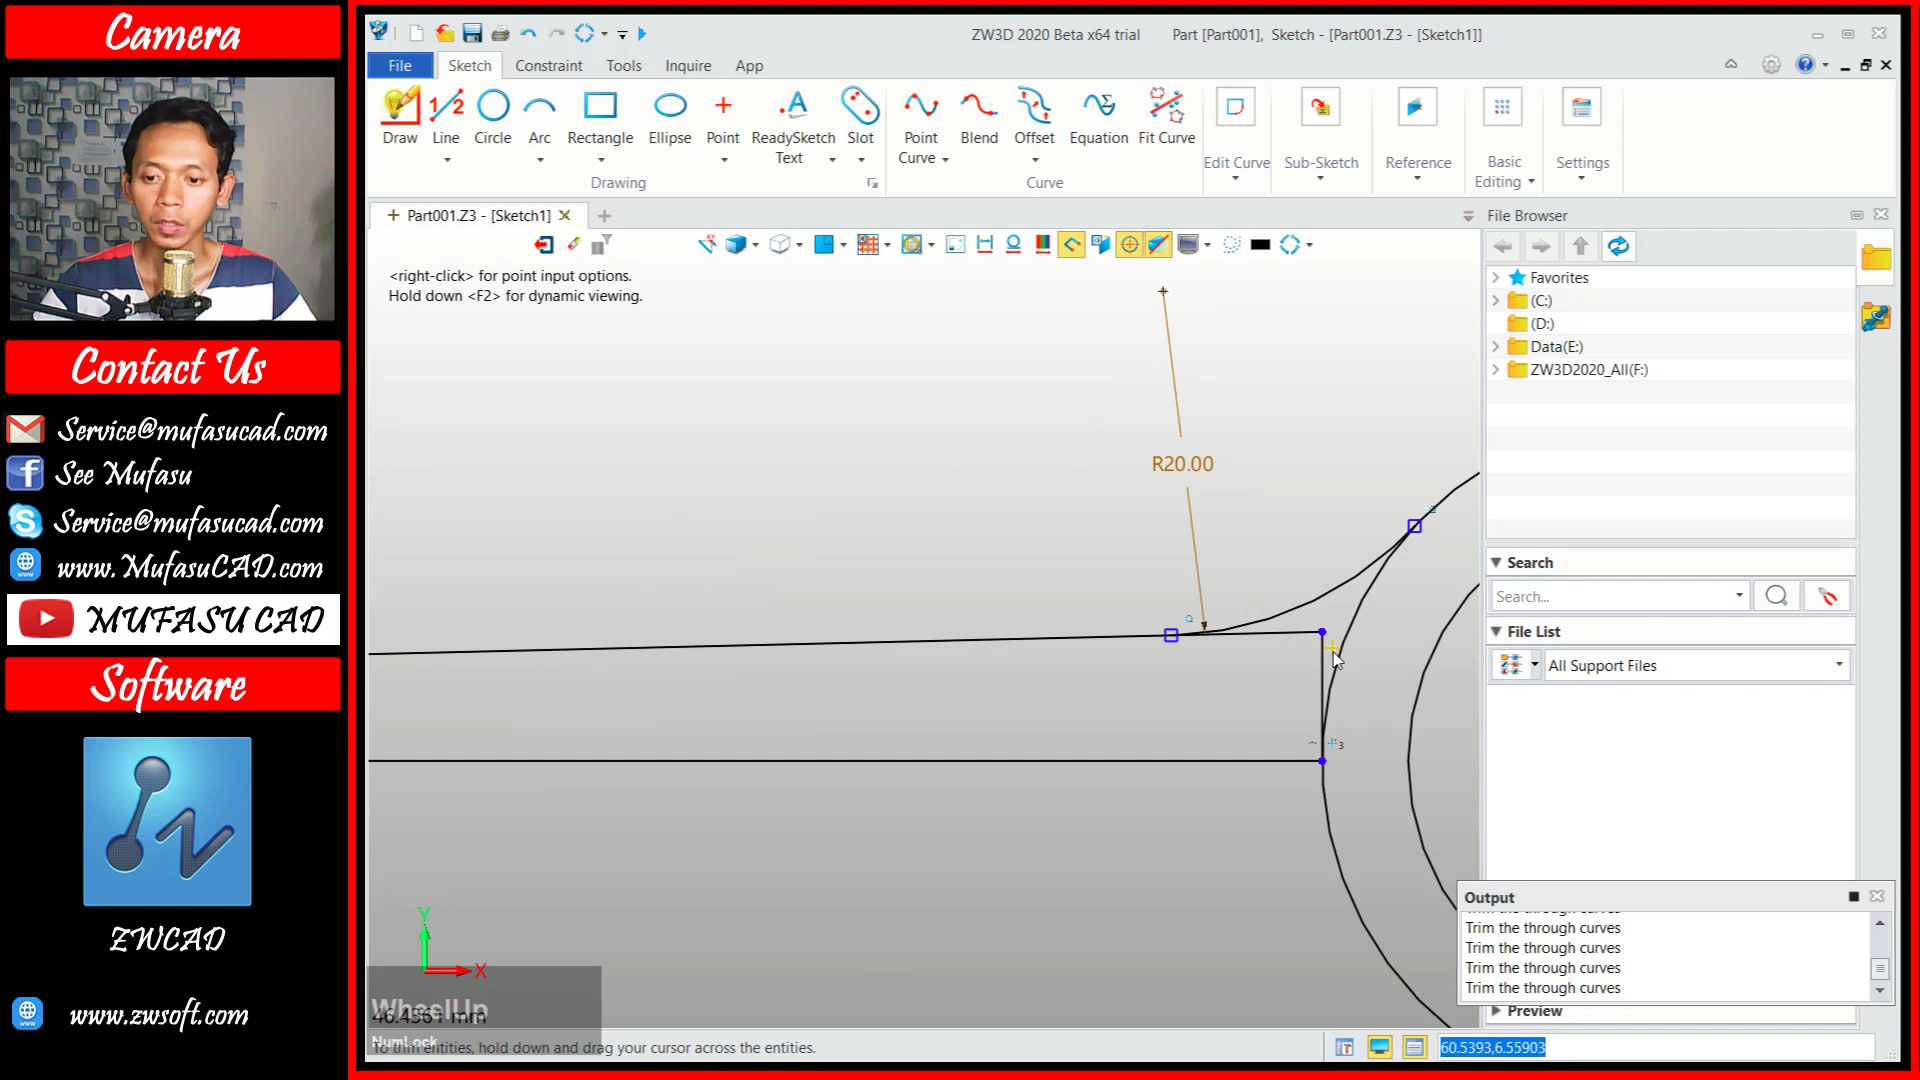 Camera
Contact Us
Service@mufasucad.com
See Mufasu
Service@mufasucad.com
www.MufasuCAD.com
MUFASU CAD
Software
ZWCAD
www.zwsoft.com
ZW3D 2020 Beta x64 trial Part [Part001], Sketch - [Part001.Z3 - [Sketch1]]
File Sketch Constraint Tools Inquire App
Draw Line Circle Arc Rectangle Ellipse Point ReadySketch Text Slot
Drawing
Point Curve Blend Offset Equation Fit Curve
Curve
Edit Curve Sub-Sketch Reference Basic Editing Settings
Part001.Z3 - [Sketch1]
<right-click> for point input options.
Hold down <F2> for dynamic viewing.
R20.00
3
Y
X
WheelUp
NumLock
To trim entities, hold down and drag your cursor across the entities.
60.5393,6.55903
File Browser
Favorites
(C:)
(D:)
Data(E:)
ZW3D2020_All(F:)
Search
Search...
File List
All Support Files
Output
Trim the through curves
Trim the through curves
Trim the through curves
Trim the through curves
Preview